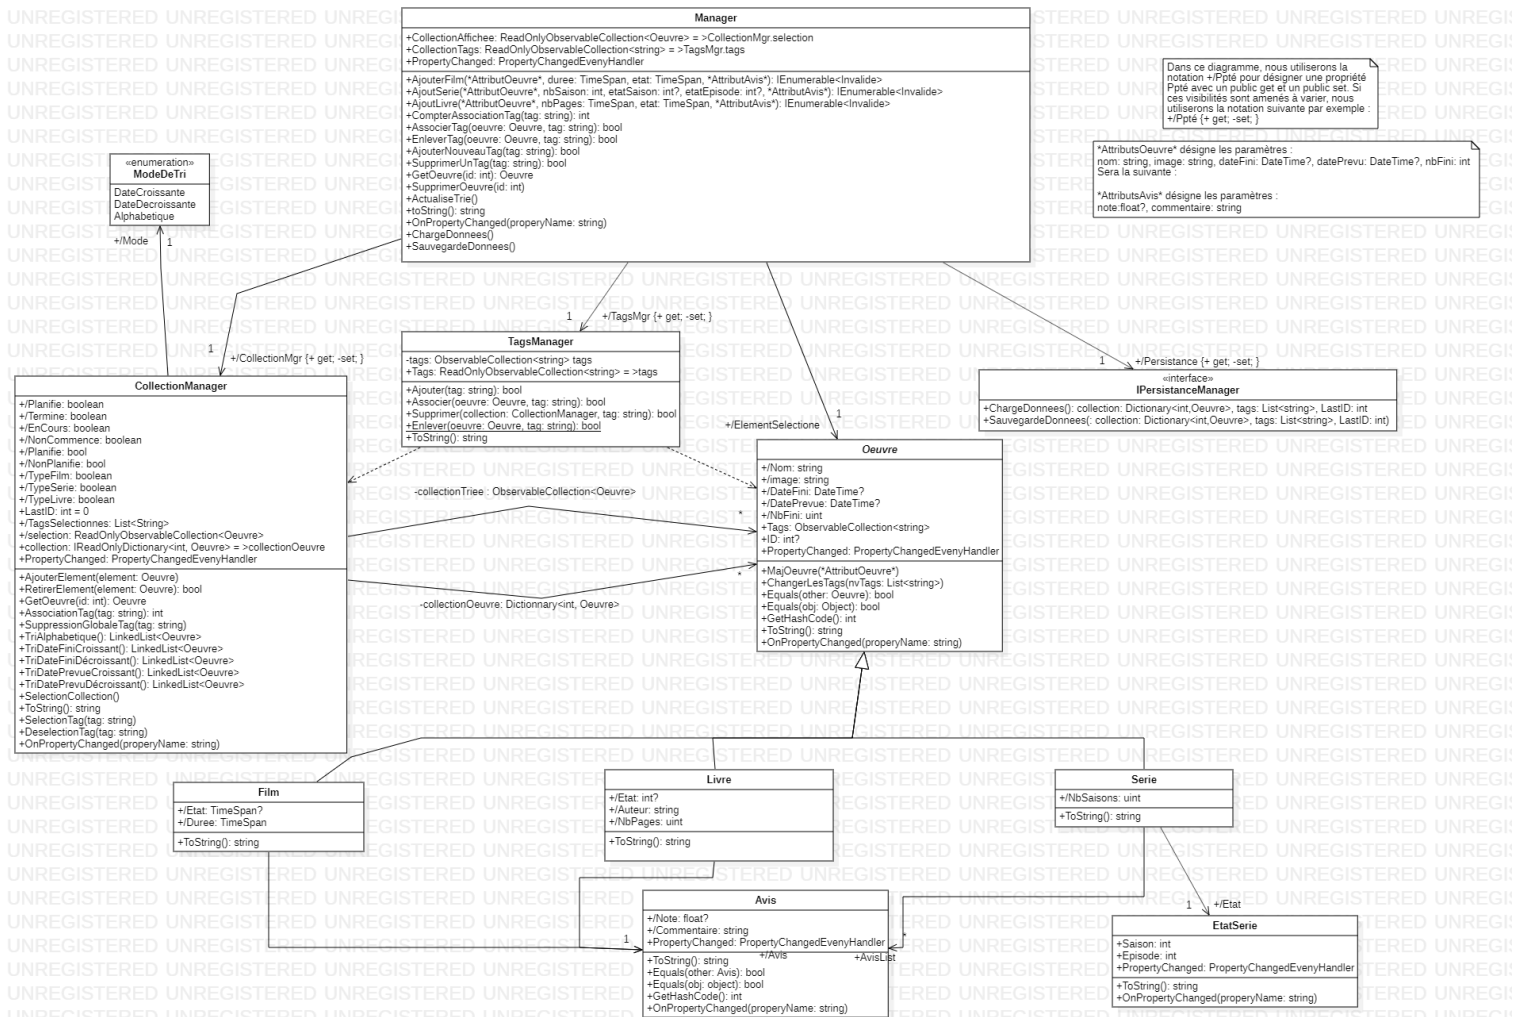 Manager
+CollectionAffichee: ReadOnlyObservableCollection<Oeuvre> = >CollectionMgr.selection
+CollectionTags: ReadOnlyObservableCollection<string> = >TagsMgr.tags
+PropertyChanged: PropertyChangedEvenyHandler
+AjouterFilm(*AttributOeuvre*, duree: TimeSpan, etat: TimeSpan, *AttributAvis*): IEnumerable<Invalide>
+AjoutSerie(*AttributOeuvre*, nbSaison: int, etatSaison: int?, etatEpisode: int?, *AttributAvis*): IEnumerable<Invalide>
+AjoutLivre(*AttributOeuvre*, nbPages: TimeSpan, etat: TimeSpan, *AttributAvis*): IEnumerable<Invalide>
+CompterAssociationTag(tag: string): int
+AssocierTag(oeuvre: Oeuvre, tag: string): bool
+EnleverTag(oeuvre: Oeuvre, tag: string): bool
+AjouterNouveauTag(tag: string): bool
+SupprimerUnTag(tag: string): bool
+GetOeuvre(id: int): Oeuvre
+SupprimerOeuvre(id: int)
+ActualiseTrie()
+toString(): string
+OnPropertyChanged(properyName: string)
+ChargeDonnees()
+SauvegardeDonnees()
Dans ce diagramme, nous utiliserons la
notation +/Ppté pour désigner une propriété
Ppté avec un public get et un public set. Si
ces visibilités sont amenés à varier, nous
utiliserons la notation suivante par exemple :
+/Ppté {+ get; -set; }
*AttributsOeuvre* désigne les paramètres :
nom: string, image: string, dateFini: DateTime?, datePrevu: DateTime?, nbFini: int
Sera la suivante :
*AttributsAvis* désigne les paramètres :
note:float?, commentaire: string
«enumeration»
ModeDeTri
DateCroissante
DateDecroissante
Alphabetique
+/Mode
1
1
+/CollectionMgr {+ get; -set; }
1
+/TagsMgr {+ get; -set; }
1
+/ElementSelectione
1
+/Persistance {+ get; -set; }
TagsManager
-tags: ObservableCollection<string> tags
+Tags: ReadOnlyObservableCollection<string> = >tags
+Ajouter(tag: string): bool
+Associer(oeuvre: Oeuvre, tag: string): bool
+Supprimer(collection: CollectionManager, tag: string): bool
+Enlever(oeuvre: Oeuvre, tag: string): bool
+ToString(): string
«interface»
IPersistanceManager
+ChargeDonnees(): collection: Dictionary<int,Oeuvre>, tags: List<string>, LastID: int
+SauvegardeDonnees(: collection: Dictionary<int,Oeuvre>, tags: List<string>, LastID: int)
CollectionManager
+/Planifie: boolean
+/Termine: boolean
+/EnCours: boolean
+/NonCommence: boolean
+/Planifie: bool
+/NonPlanifie: bool
+/TypeFilm: boolean
+/TypeSerie: boolean
+/TypeLivre: boolean
+LastID: int = 0
+/TagsSelectionnes: List<String>
+/selection: ReadOnlyObservableCollection<Oeuvre>
+collection: IReadOnlyDictionary<int, Oeuvre> = >collectionOeuvre
+PropertyChanged: PropertyChangedEvenyHandler
+AjouterElement(element: Oeuvre)
+RetirerElement(element: Oeuvre): bool
+GetOeuvre(id: int): Oeuvre
+AssociationTag(tag: string): int
+SuppressionGlobaleTag(tag: string)
+TriAlphabetique(): LinkedList<Oeuvre>
+TriDateFiniCroissant(): LinkedList<Oeuvre>
+TriDateFiniDécroissant(): LinkedList<Oeuvre>
+TriDatePrevueCroissant(): LinkedList<Oeuvre>
+TriDatePrevuDécroissant(): LinkedList<Oeuvre>
+SelectionCollection()
+ToString(): string
+SelectionTag(tag: string)
+DeselectionTag(tag: string)
+OnPropertyChanged(properyName: string)
-collectionTriee : ObservableCollection<Oeuvre>
*
-collectionOeuvre: Dictionnary<int, Oeuvre>
*
Oeuvre
+/Nom: string
+/image: string
+/DateFini: DateTime?
+/DatePrevue: DateTime?
+/NbFini: uint
+Tags: ObservableCollection<string>
+ID: int?
+PropertyChanged: PropertyChangedEvenyHandler
+MajOeuvre(*AttributOeuvre*)
+ChangerLesTags(nvTags: List<string>)
+Equals(other: Oeuvre): bool
+Equals(obj: Object): bool
+GetHashCode(): int
+ToString(): string
+OnPropertyChanged(properyName: string)
Film
+/Etat: TimeSpan?
+/Duree: TimeSpan
+ToString(): string
Livre
+/Etat: int?
+/Auteur: string
+/NbPages: uint
+ToString(): string
Serie
+/NbSaisons: uint
+ToString(): string
Avis
+/Note: float?
+/Commentaire: string
+PropertyChanged: PropertyChangedEvenyHandler
+ToString(): string
+Equals(other: Avis): bool
+Equals(obj: object): bool
+GetHashCode(): int
+OnPropertyChanged(properyName: string)
1
+/Avis
*
+AvisList
1
+/Etat
EtatSerie
+Saison: int
+Episode: int
+PropertyChanged: PropertyChangedEvenyHandler
+ToString(): string
+OnPropertyChanged(properyName: string)
UNREGISTERED